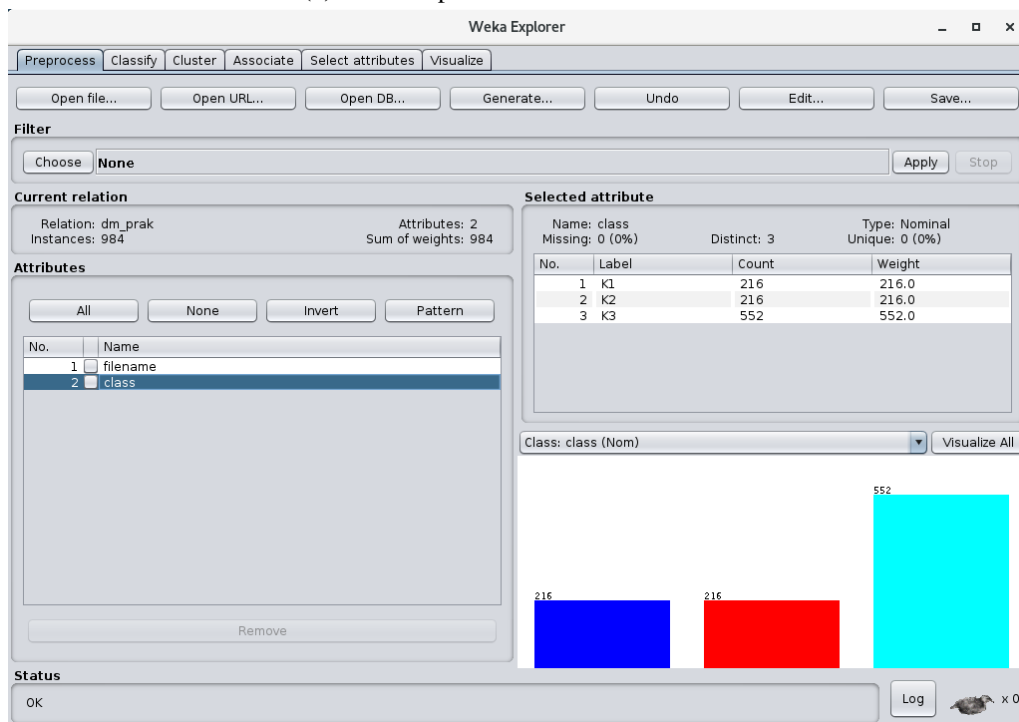 Weka Explorer
Preprocess Classify Cluster Associate Select attributes Visualize
Open file... Open URL... Open DB... Generate... Undo Edit... Save...
Filter
Choose None Apply Stop
Current relation
Relation: dm_prak Attributes: 2
Instances: 984 Sum of weights: 984
Selected attribute
Name: class Type: Nominal
Missing: 0 (0%) Distinct: 3 Unique: 0 (0%)
No. Label Count Weight
1 K1 216 216.0
2 K2 216 216.0
3 K3 552 552.0
Attributes
All None Invert Pattern
No. Name
1 filename
2 class
Remove
Class: class (Nom) Visualize All
552
216 216
Status
OK Log x 0